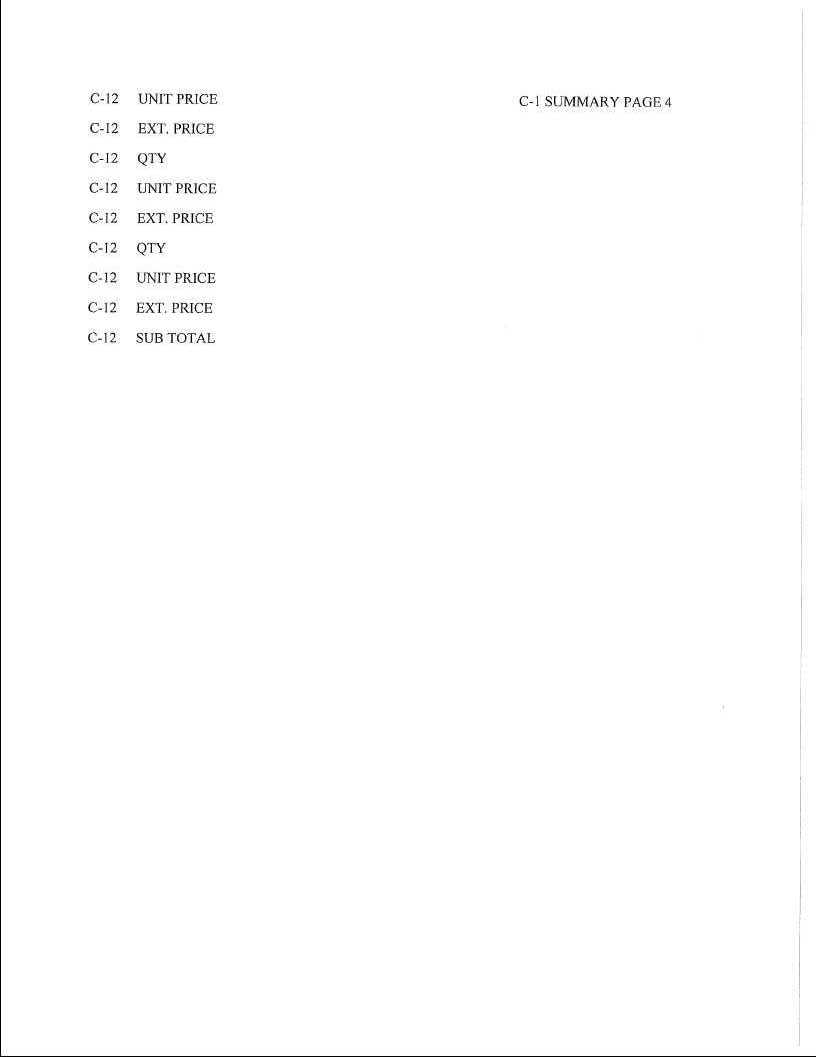 C-12 UNIT PRICE
C-1 SUMMARY PAGE 4
C-12 EXT. PRICE
C-12 QTY
C-12 UNIT PRICE
C-12 EXT. PRICE
C-12 QTY
C-12 UNIT PRICE
C-12 EXT. PRICE
C-12 SUB TOTAL